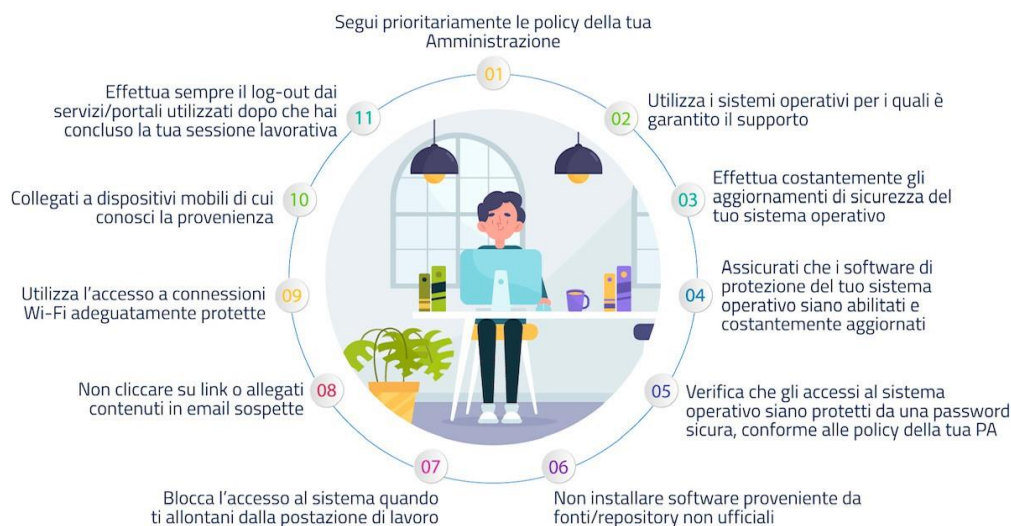 Segui prioritariamente le policy della tua
Amministrazione
01
Utilizza i sistemi operativi per i quali è
garantito il supporto
02
Effettua costantemente gli
aggiornamenti di sicurezza del
tuo sistema operativo
03
Assicurati che i software di
protezione del tuo sistema
operativo siano abilitati e
costantemente aggiornati
04
Verifica che gli accessi al sistema
operativo siano protetti da una password
sicura, conforme alle policy della tua PA
05
06
Non installare software proveniente da
fonti/repository non ufficiali
07
Blocca l'accesso al sistema quando
ti allontani dalla postazione di lavoro
08
Non cliccare su link o allegati
contenuti in email sospette
09
Utilizza l'accesso a connessioni
Wi-Fi adeguatamente protette
10
Collegati a dispositivi mobili di cui
conosci la provenienza
11
Effettua sempre il log-out dai
servizi/portali utilizzati dopo che hai
concluso la tua sessione lavorativa